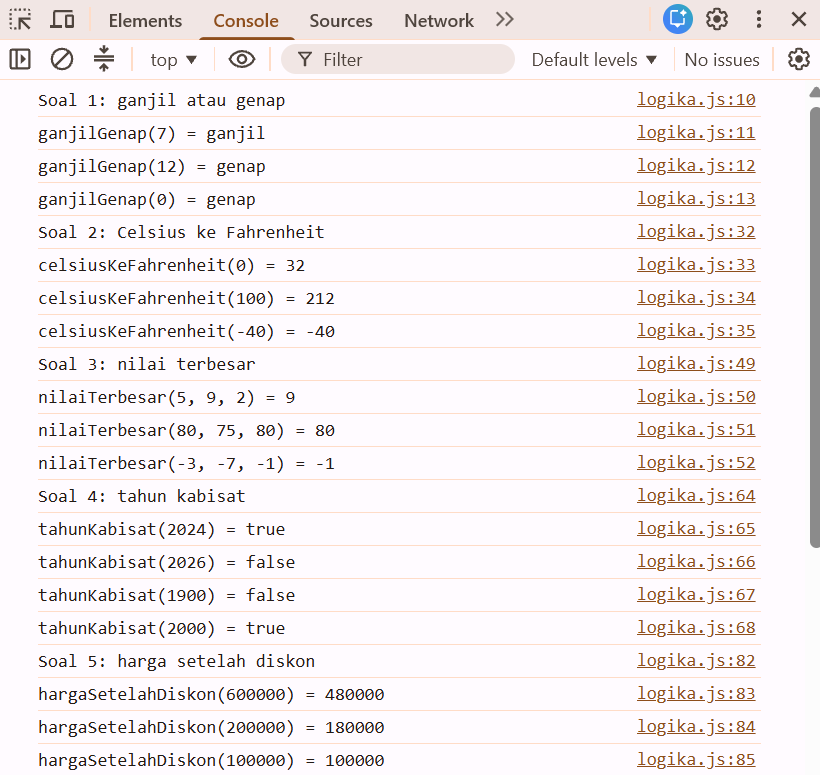 Elements Console Sources Network
top Filter Default levels No issues
Soal 1: ganjil atau genap logika.js:10
ganjilGenap(7) = ganjil logika.js:11
ganjilGenap(12) = genap logika.js:12
ganjilGenap(0) = genap logika.js:13
Soal 2: Celsius ke Fahrenheit logika.js:32
celsiusKeFahrenheit(0) = 32 logika.js:33
celsiusKeFahrenheit(100) = 212 logika.js:34
celsiusKeFahrenheit(-40) = -40 logika.js:35
Soal 3: nilai terbesar logika.js:49
nilaiTerbesar(5, 9, 2) = 9 logika.js:50
nilaiTerbesar(80, 75, 80) = 80 logika.js:51
nilaiTerbesar(-3, -7, -1) = -1 logika.js:52
Soal 4: tahun kabisat logika.js:64
tahunKabisat(2024) = true logika.js:65
tahunKabisat(2026) = false logika.js:66
tahunKabisat(1900) = false logika.js:67
tahunKabisat(2000) = true logika.js:68
Soal 5: harga setelah diskon logika.js:82
hargaSetelahDiskon(600000) = 480000 logika.js:83
hargaSetelahDiskon(200000) = 180000 logika.js:84
hargaSetelahDiskon(100000) = 100000 logika.js:85